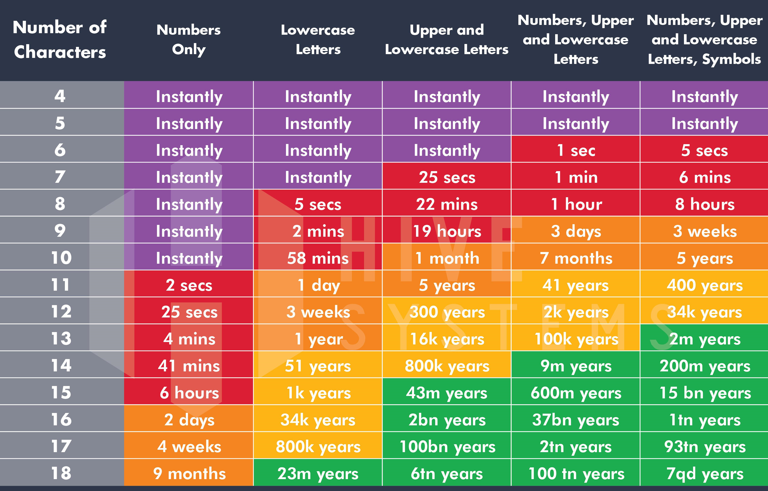 Number of Characters | Numbers Only | Lowercase Letters | Upper and Lowercase Letters | Numbers, Upper and Lowercase Letters | Numbers, Upper and Lowercase Letters, Symbols
4 | Instantly | Instantly | Instantly | Instantly | Instantly
5 | Instantly | Instantly | Instantly | Instantly | Instantly
6 | Instantly | Instantly | Instantly | 1 sec | 5 secs
7 | Instantly | Instantly | 25 secs | 1 min | 6 mins
8 | Instantly | 5 secs | 22 mins | 1 hour | 8 hours
9 | Instantly | 2 mins | 19 hours | 3 days | 3 weeks
10 | Instantly | 58 mins | 1 month | 7 months | 5 years
11 | 2 secs | 1 day | 5 years | 41 years | 400 years
12 | 25 secs | 3 weeks | 300 years | 2k years | 34k years
13 | 4 mins | 1 year | 16k years | 100k years | 2m years
14 | 41 mins | 51 years | 800k years | 9m years | 200m years
15 | 6 hours | 1k years | 43m years | 600m years | 15 bn years
16 | 2 days | 34k years | 2bn years | 37bn years | 1tn years
17 | 4 weeks | 800k years | 100bn years | 2tn years | 93tn years
18 | 9 months | 23m years | 6tn years | 100 tn years | 7qd years
HIVE
SYSTEMS